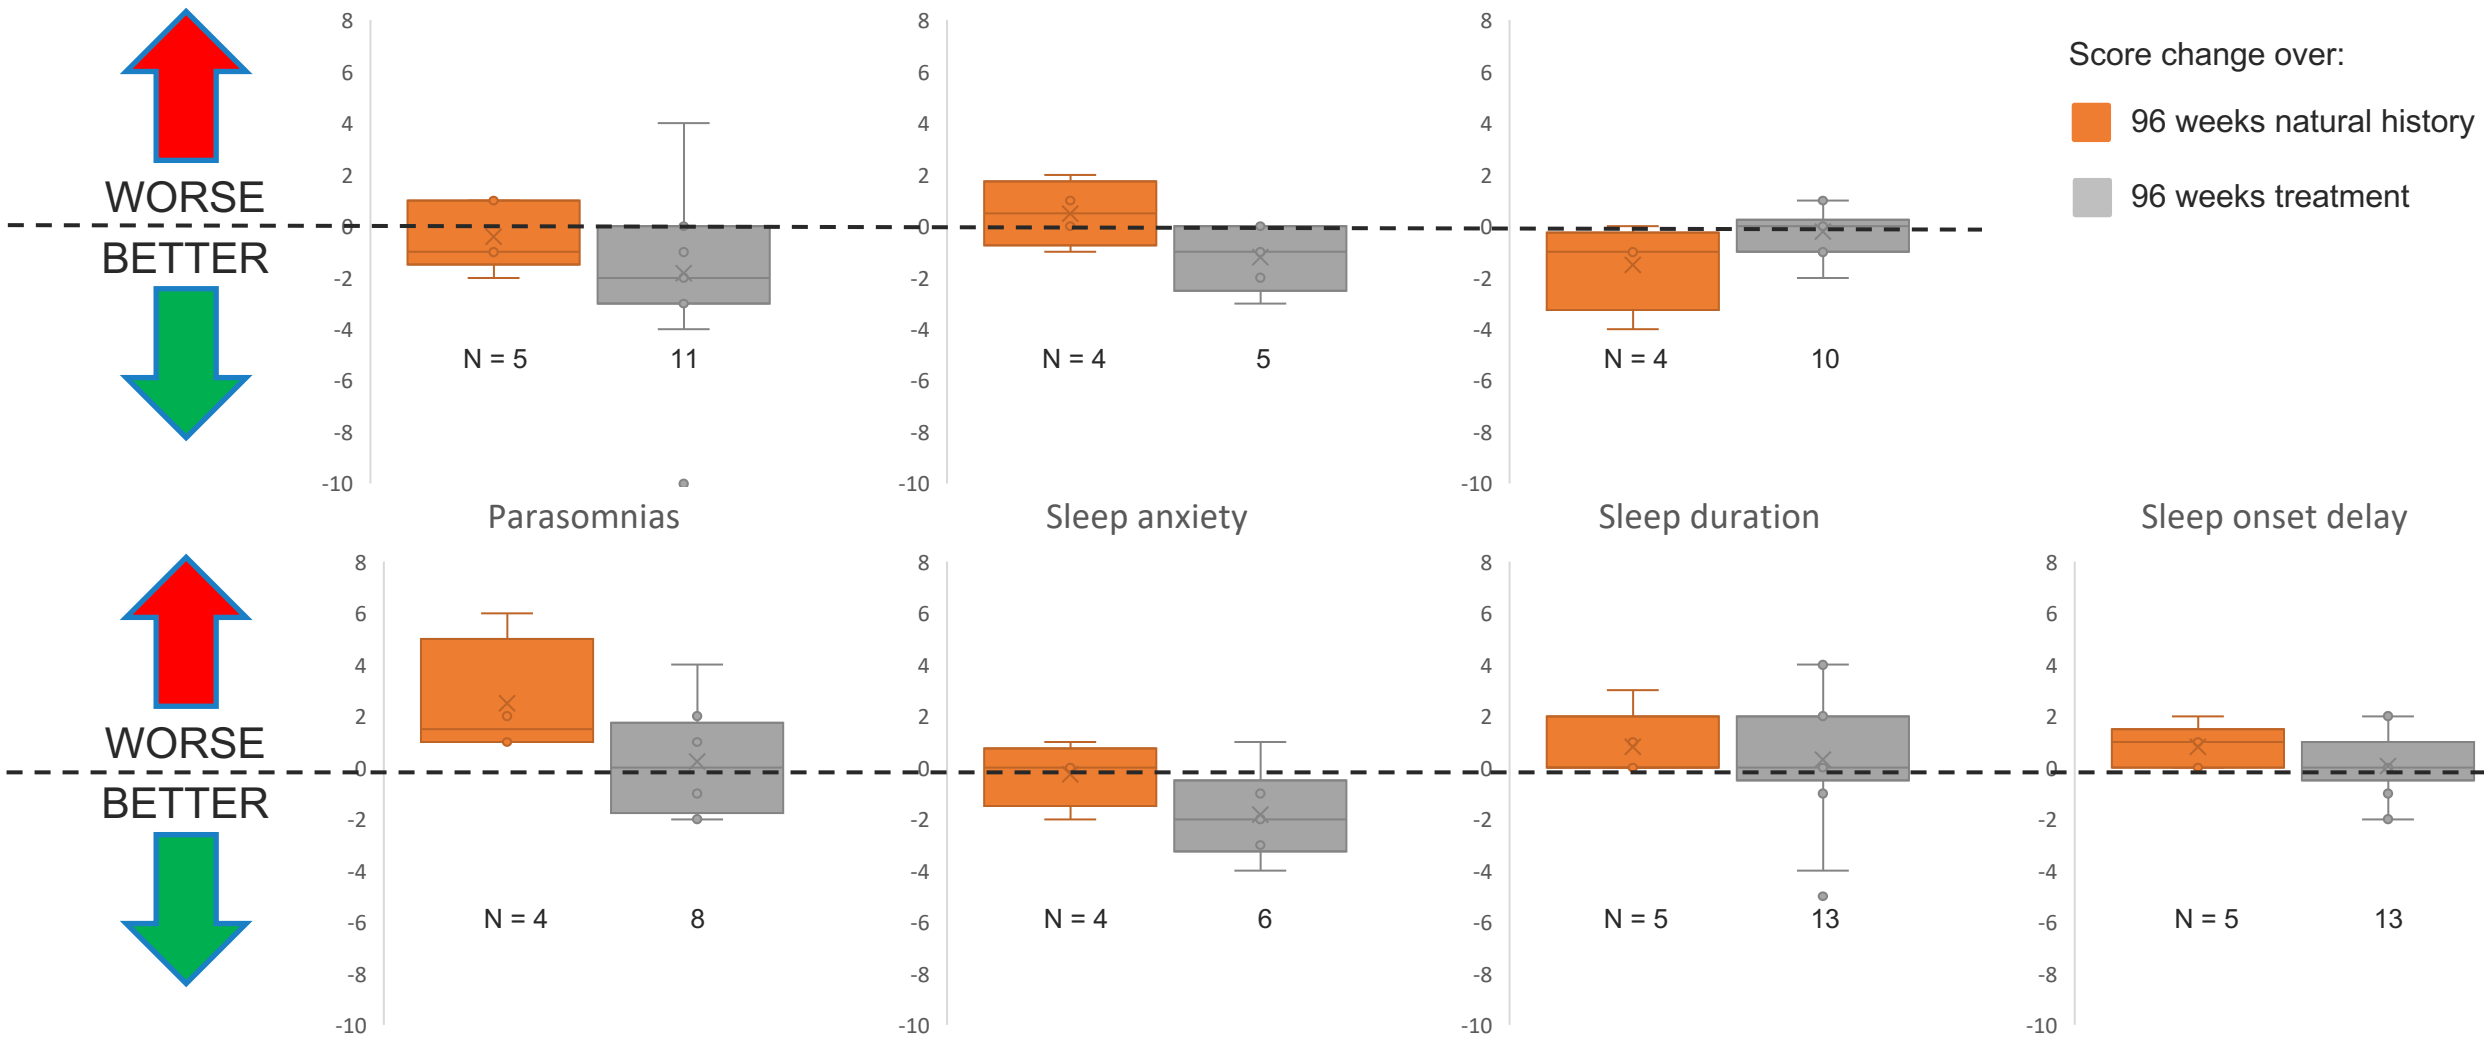 8 8 8
6 6 6 Score change over:
4 4 4 96 weeks natural history
2 2 2 96 weeks treatment
WORSE
0 0 0
BETTER
-2 -2 -2
-4 -4 -4
N = 5 11 N = 4 5 N = 4 10
-6 -6 -6
-8 -8 -8
-10 -10 -10
Parasomnias Sleep anxiety Sleep duration Sleep onset delay
8 8 8 8
6 6 6 6
4 4 4 4
2 2 2 2
WORSE
0 0 0 0
BETTER
-2 -2 -2 -2
-4 -4 -4 -4
N = 4 8 N = 4 6 N = 5 13 N = 5 13
-6 -6 -6 -6
-8 -8 -8 -8
-10 -10 -10 -10